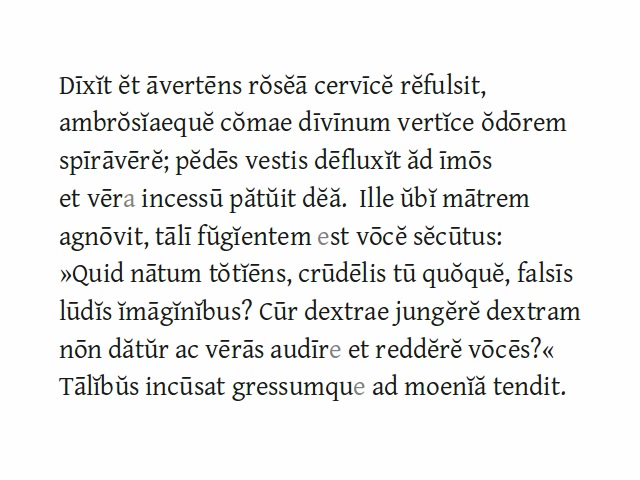 Dīxĭt ĕt āvertēns rŏsĕā cervīcĕ rĕfulsit,
ambrŏsĭaequĕ cŏmae dīvīnum vertĭce ŏdōrem
spīrāvērĕ; pĕdēs vestis dēfluxĭt ăd īmōs
et vēra incessū pătŭit dĕă. Ille ŭbĭ mātrem
agnōvit, tālī fŭgĭentem est vōcĕ sĕcūtus:
»Quid nātum tŏtĭēns, crūdēlis tū quŏquĕ, falsīs
lūdĭs ĭmāgĭnĭbus? Cūr dextrae jungĕrĕ dextram
nōn dătŭr ac vērās audīre et reddĕrĕ vōcēs?«
Tālĭbŭs incūsat gressumque ad moenĭă tendit.